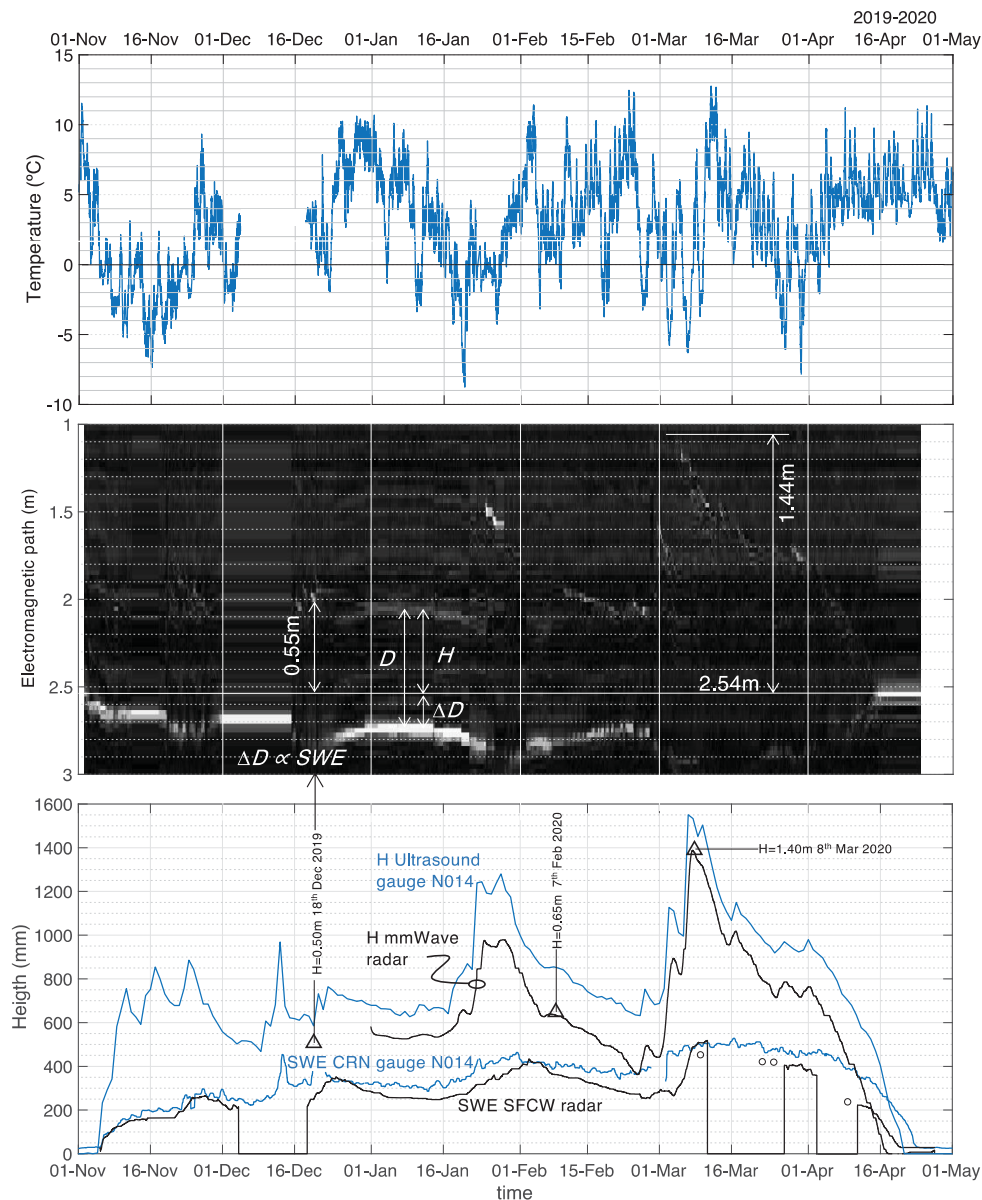 2019-2020
01-Nov 16-Nov 01-Dec 16-Dec 01-Jan 16-Jan 01-Feb 15-Feb 01-Mar 16-Mar 01-Apr 16-Apr 01-May
15
10
5
0
-5
-10
Temperature (ºC)
1
1.5
2
2.5
3
Electromagnetic path (m)
0.55m
D
H
ΔD
ΔD ∝ SWE
2.54m
1.44m
1600
1400
1200
1000
800
600
400
200
0
Heigth (mm)
H=0.50m 18th Dec 2019
H Ultrasound
gauge N014
H mmWave
radar
H=0.65m 7th Feb 2020
H=1.40m 8th Mar 2020
SWE CRN gauge N014
SWE SFCW radar
01-Nov 16-Nov 01-Dec 16-Dec 01-Jan 16-Jan 01-Feb 15-Feb 01-Mar 16-Mar 01-Apr 16-Apr 01-May
time